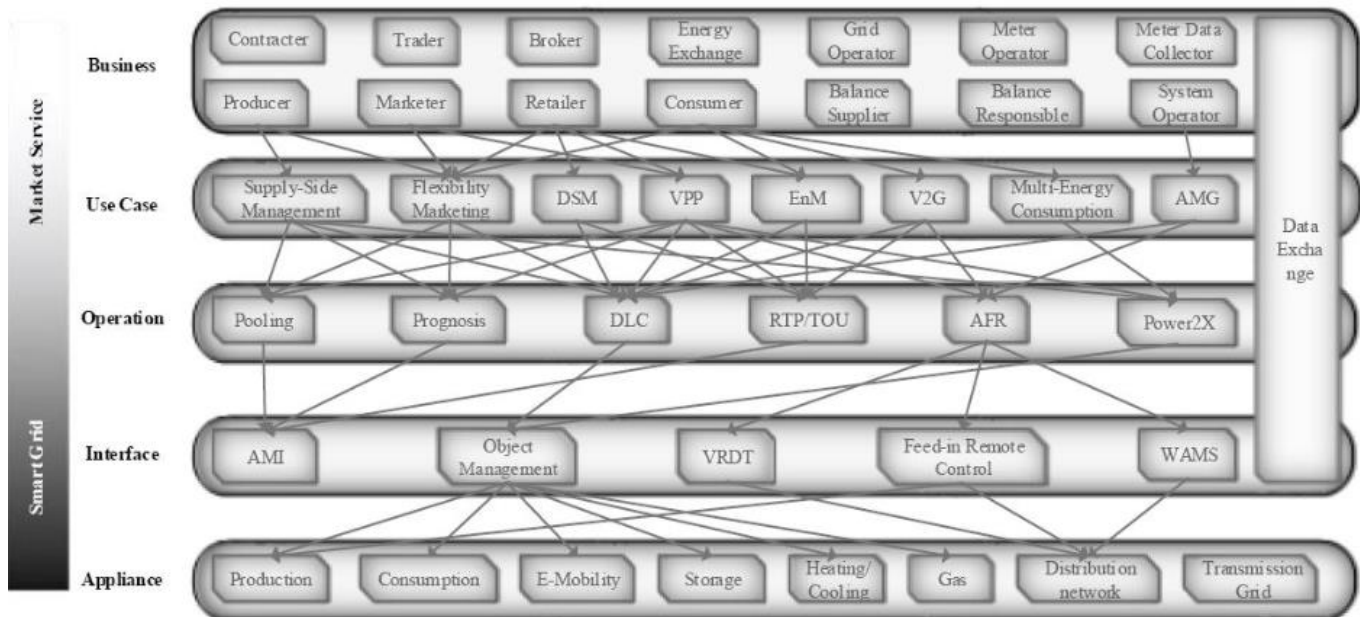 Market Service
SmartGrid
Business
Contracter
Trader
Broker
Energy
Exchange
Grid
Operator
Meter
Operator
Meter Data
Collector
Producer
Marketer
Retailer
Consumer
Balance
Supplier
Balance
Responsible
System
Operator
Use Case
Supply-Side
Management
Flexibility
Marketing
DSM
VPP
EnM
V2G
Multi-Energy
Consumption
AMG
Data
Excha
nge
Operation
Pooling
Prognosis
DLC
RTP/TOU
AFR
Power2X
Interface
AMI
Object
Management
VRDT
Feed-in Remote
Control
WAMS
Appliance
Production
Consumption
E-Mobility
Storage
Heating/
Cooling
Gas
Distribution
network
Transmission
Grid